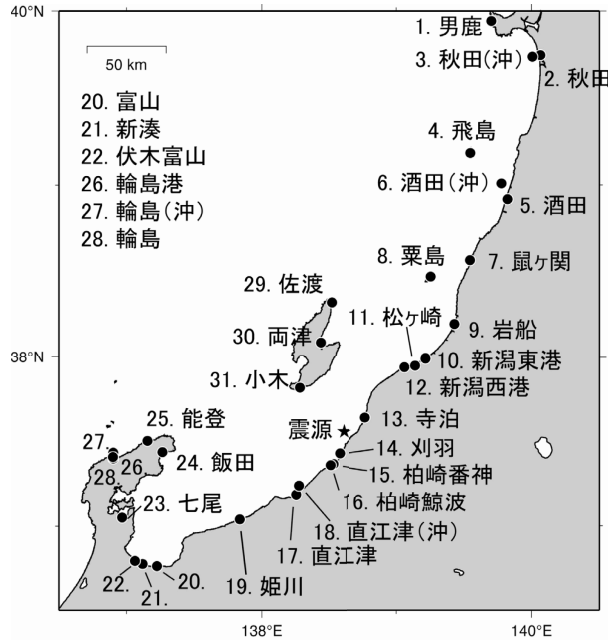 40°N
1. 男鹿
50 km
3. 秋田(沖)
2. 秋田
20. 富山
21. 新湊
22. 伏木富山
26. 輪島港
27. 輪島(沖)
28. 輪島
4. 飛島
6. 酒田(沖)
5. 酒田
8. 粟島
7. 鼠ヶ関
29. 佐渡
11. 松ヶ崎
9. 岩船
30. 両津
38°N
10. 新潟東港
31. 小木
12. 新潟西港
25. 能登
震源
13. 寺泊
27.
26.
24. 飯田
14. 刈羽
28.
15. 柏崎番神
23. 七尾
16. 柏崎鯨波
18. 直江津(沖)
17. 直江津
22.
20.
19. 姫川
21.
138°E
140°E